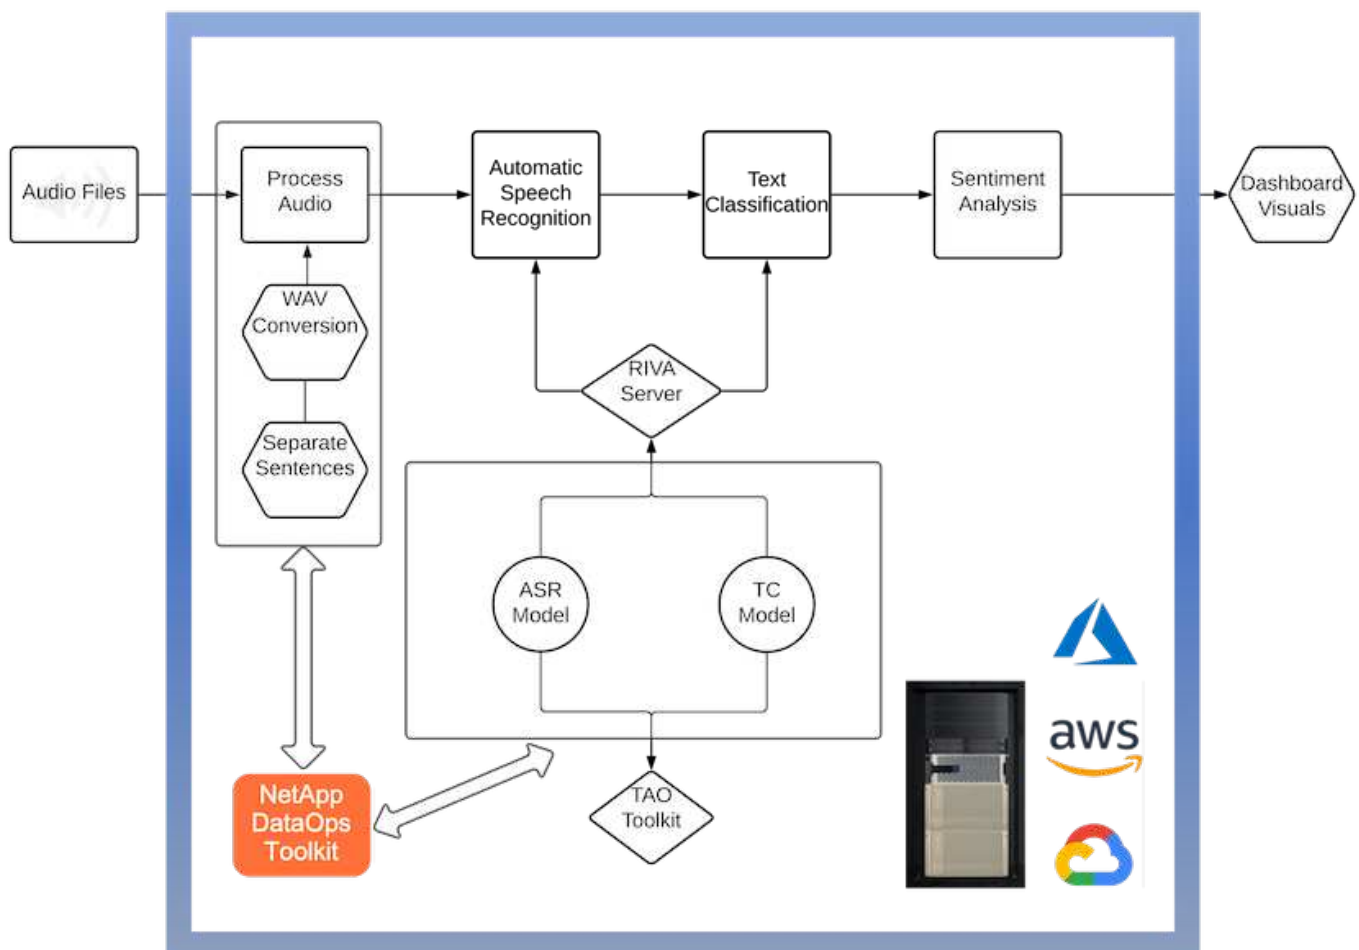 Audio Files
Process
Audio
Automatic
Speech
Recognition
Text
Classification
Sentiment
Analysis
Dashboard
Visuals
WAV
Conversion
Separate
Sentences
RIVA
Server
ASR
Model
TC
Model
NetApp
DataOps
Toolkit
TAO
Toolkit
aws